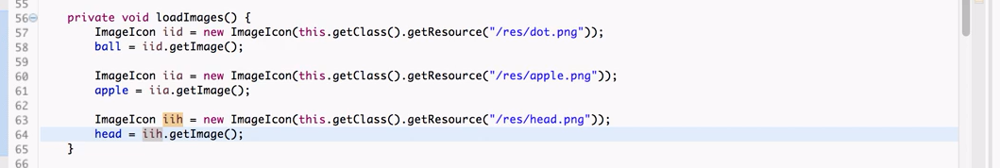 55
56 private void loadImages() {
57 ImageIcon iid = new ImageIcon(this.getClass().getResource("/res/dot.png"));
58 ball = iid.getImage();
59
60 ImageIcon iia = new ImageIcon(this.getClass().getResource("/res/apple.png"));
61 apple = iia.getImage();
62
63 ImageIcon iih = new ImageIcon(this.getClass().getResource("/res/head.png"));
64 head = iih.getImage();
65 }
66